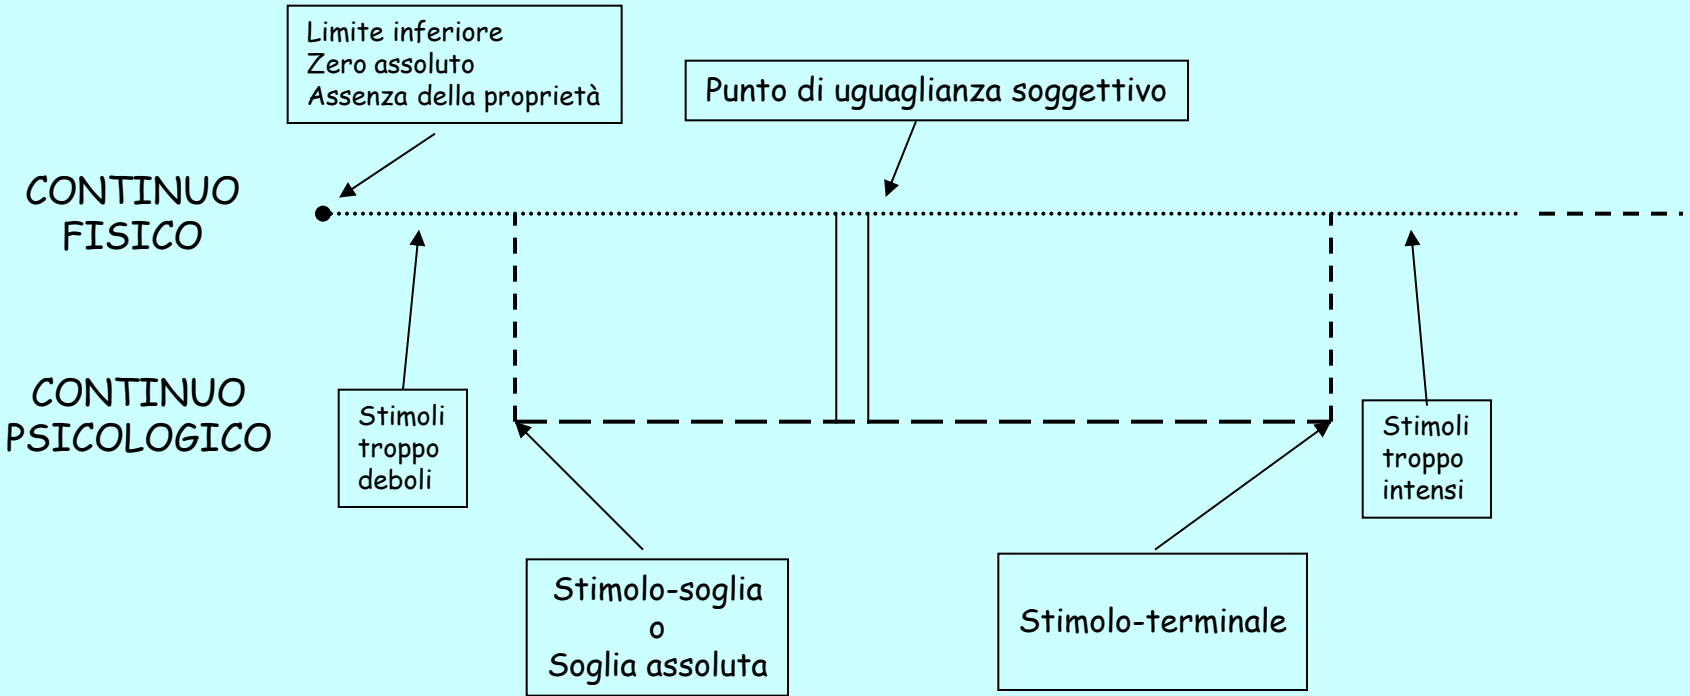 Limite inferiore
Zero assoluto
Assenza della proprietà
Punto di uguaglianza soggettivo
CONTINUO
FISICO
CONTINUO
PSICOLOGICO
Stimoli
troppo
deboli
Stimoli
troppo
intensi
Stimolo-soglia
o
Soglia assoluta
Stimolo-terminale